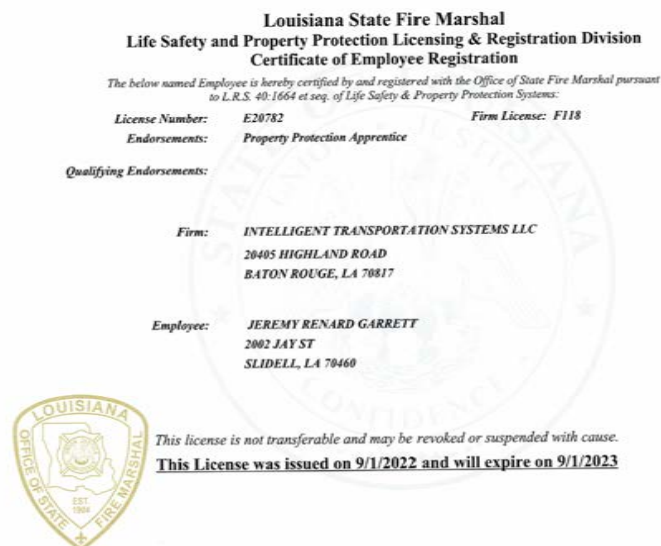 Louisiana State Fire Marshal
Life Safety and Property Protection Licensing & Registration Division
Certificate of Employee Registration
The below named Employee is hereby certified by and registered with the Office of State Fire Marshal pursuant
to L.R.S. 40:1664 et seq. of Life Safety & Property Protection Systems:
License Number: E20782 Firm License: F118
Endorsements: Property Protection Apprentice
Qualifying Endorsements:
Firm: INTELLIGENT TRANSPORTATION SYSTEMS LLC
20405 HIGHLAND ROAD
BATON ROUGE, LA 70817
Employee: JEREMY RENARD GARRETT
2002 JAY ST
SLIDELL, LA 70460
STATE OF LOUISIANA
UNION JUSTICE
CONFIDENCE
LOUISIANA
OFFICE OF STATE FIRE MARSHAL
EST.
1904
This license is not transferable and may be revoked or suspended with cause.
This License was issued on 9/1/2022 and will expire on 9/1/2023